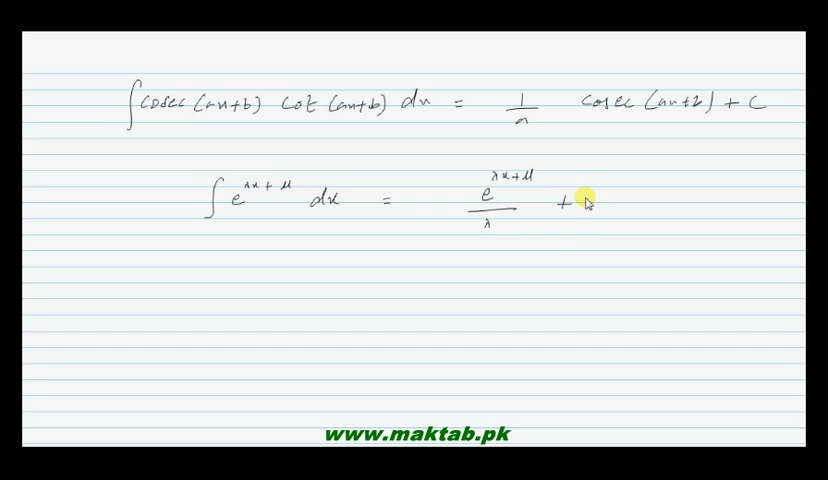 ∫cosec (ax+b) cot (ax+b) dx = 1/a cosec (ax+b) + c
∫e^(λx + μ) dx = e^(λx+μ)/λ +
www.maktab.pk